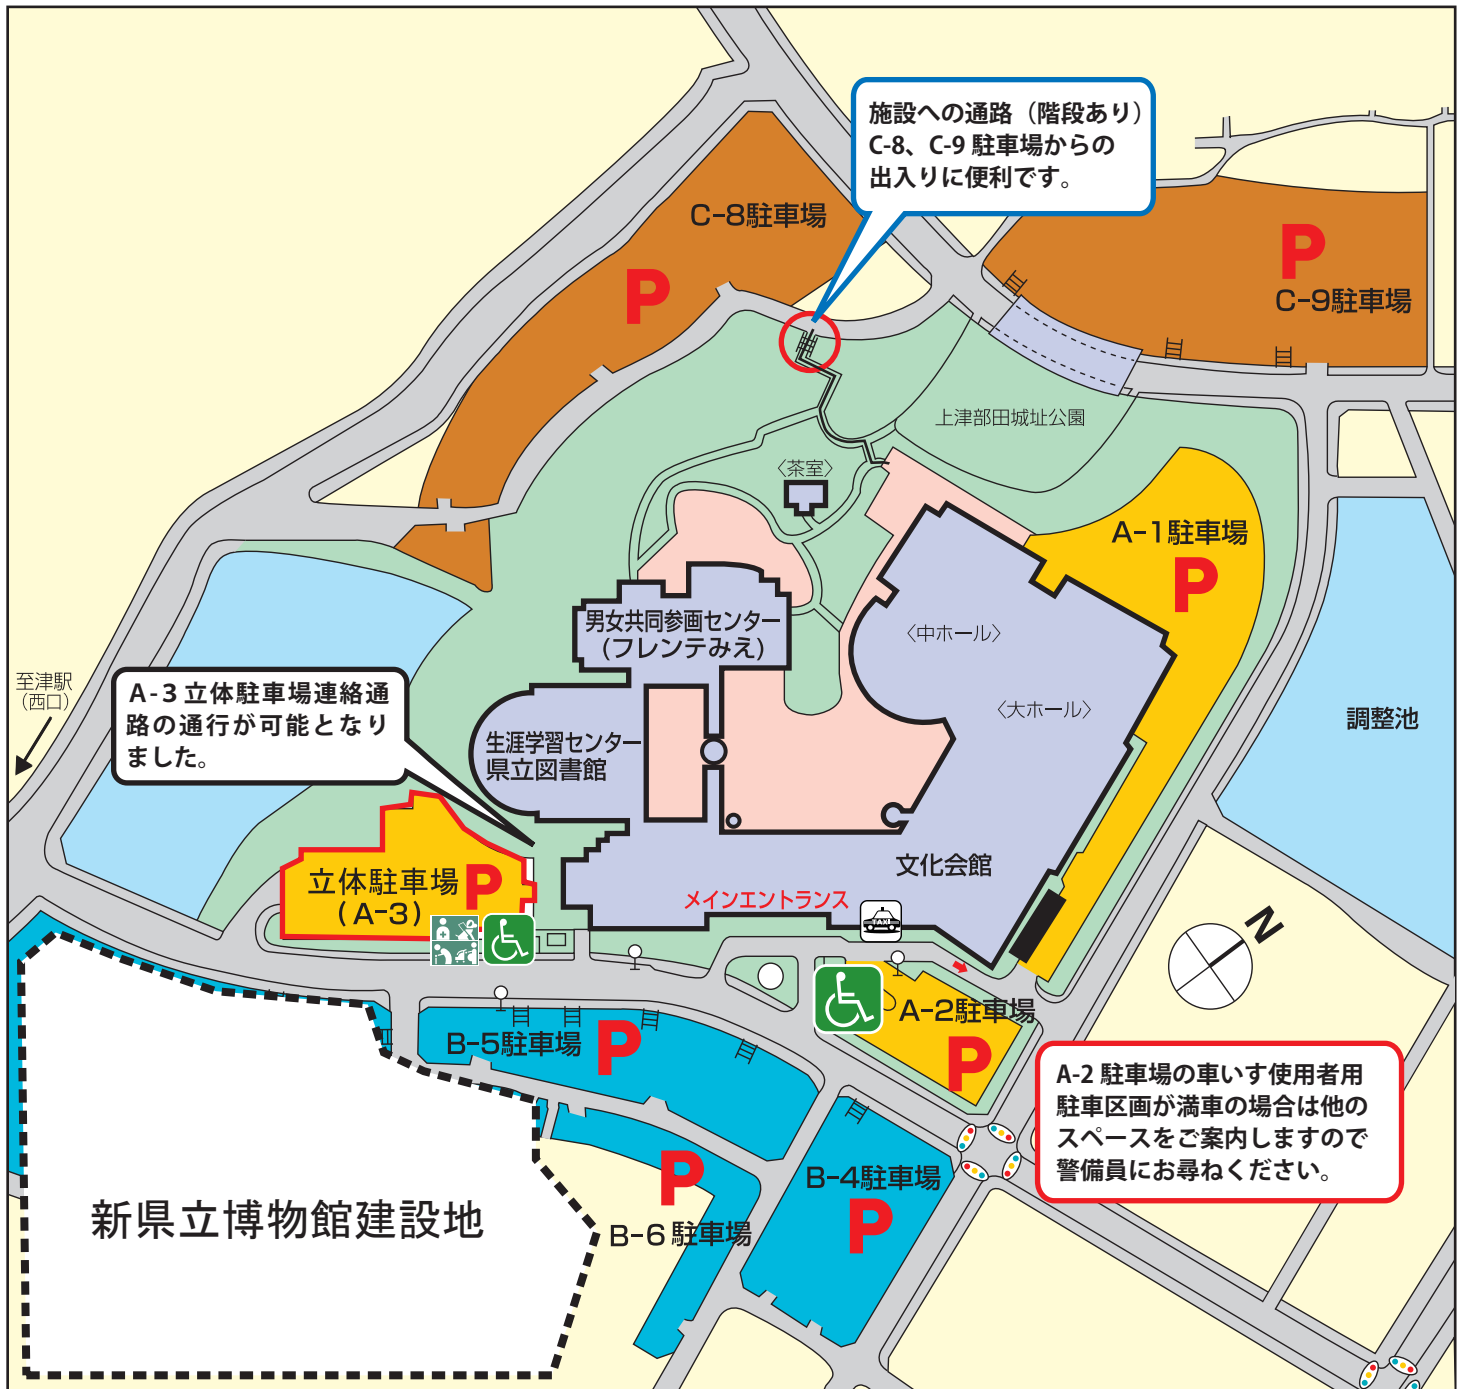 施設への通路（階段あり）
C-8、C-9 駐車場からの
出入りに便利です。
C-8駐車場
P
P
C-9駐車場
上津部田城址公園
〈茶室〉
A-1駐車場
P
男女共同参画センター
(フレンテみえ)
〈中ホール〉
〈大ホール〉
調整池
至津駅
（西口）
A-3 立体駐車場連絡通
路の通行が可能となり
ました。
生涯学習センター
県立図書館
文化会館
立体駐車場
(A-3)
P
メインエントランス
TAXI
N
A-2駐車場
P
B-5駐車場
P
A-2 駐車場の車いす使用者用
駐車区画が満車の場合は他の
スペースをご案内しますので
警備員にお尋ねください。
新県立博物館建設地
P
B-6 駐車場
B-4駐車場
P